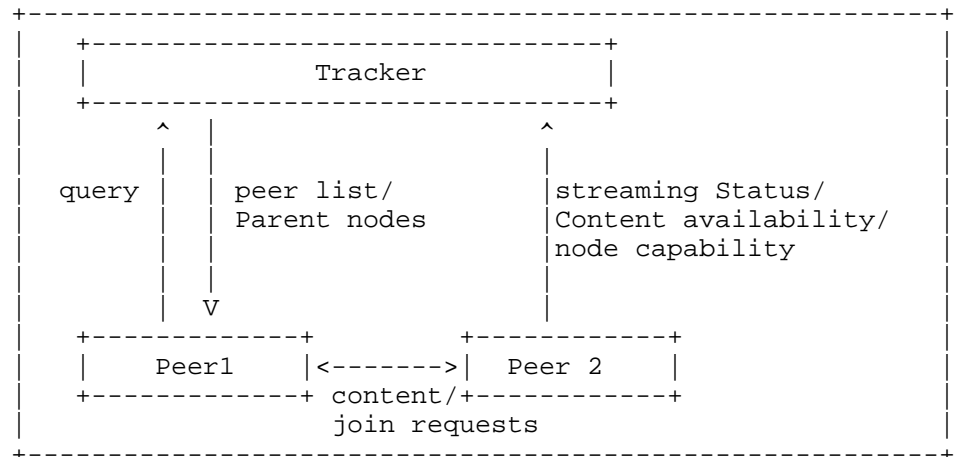 Tracker
query
peer list/
Parent nodes
streaming Status/
Content availability/
node capability
Peer1
Peer 2
content/
join requests